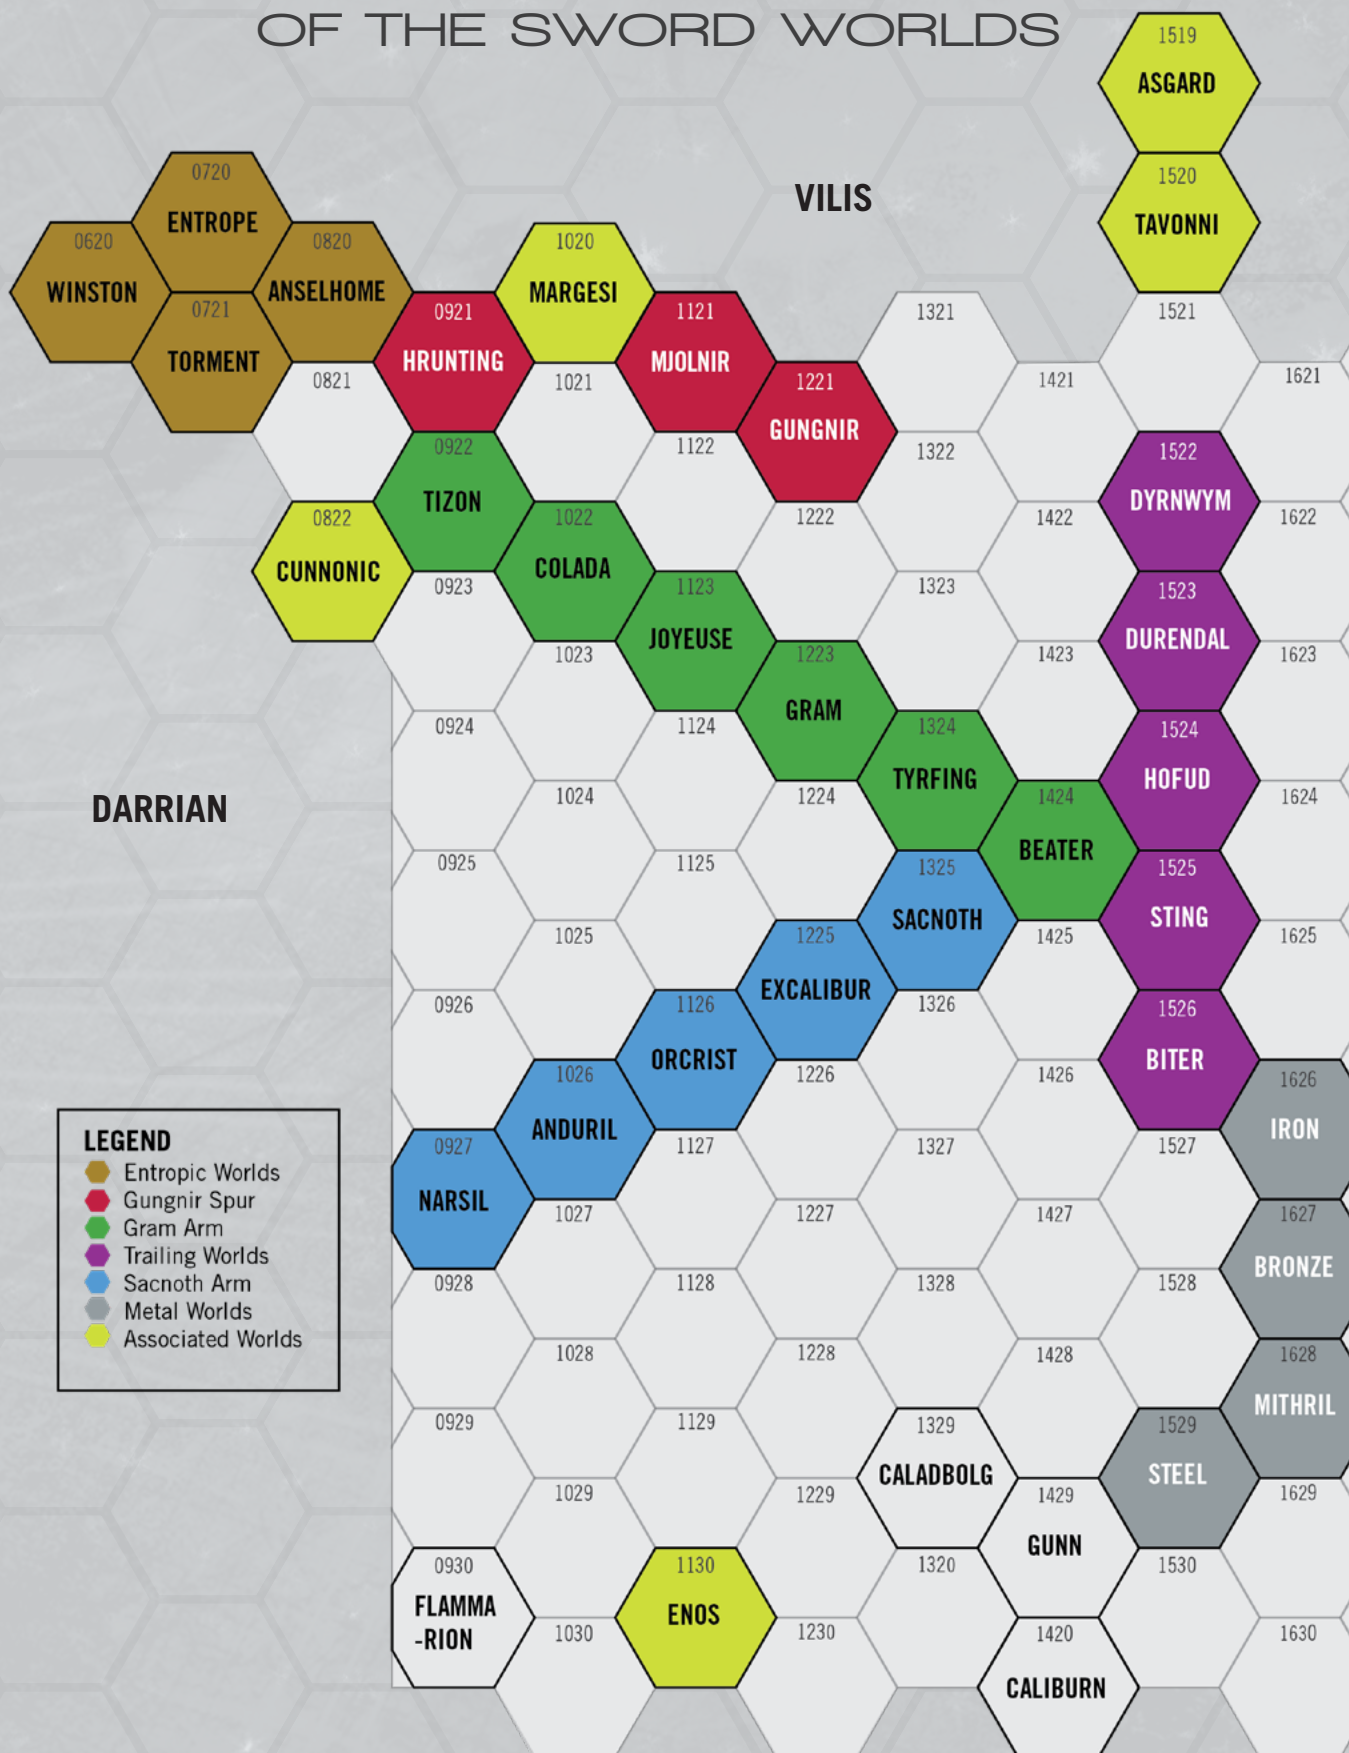 OF THE SWORD WORLDS
1519
ASGARD
0720
ENTROPE
1520
TAVONNI
VILIS
0620
WINSTON
0820
ANSELHOME
1020
MARGESI
0721
TORMENT
0921
HRUNTING
1121
MJOLNIR
1321
1521
0821
1021
1221
GUNGNIR
1421
1621
0922
TIZON
1122
1322
1522
DYRNWYM
0822
CUNNONIC
1022
COLADA
1222
1422
1622
0923
1123
JOYEUSE
1323
1523
DURENDAL
1023
1223
GRAM
1423
1623
0924
1124
1324
TYRFING
1524
HOFUD
DARRIAN
1024
1224
1424
BEATER
1624
0925
1125
1325
SACNOTH
1525
STING
1025
1225
EXCALIBUR
1425
1625
0926
1126
ORCRIST
1326
1526
BITER
1026
ANDURIL
1226
1426
1626
IRON
0927
NARSIL
1127
1327
1527
LEGEND
Entropic Worlds
Gungnir Spur
Gram Arm
Trailing Worlds
Sacnoth Arm
Metal Worlds
Associated Worlds
1027
1227
1427
1627
BRONZE
0928
1128
1328
1528
1028
1228
1428
1628
MITHRIL
0929
1129
1329
CALADBOLG
1529
STEEL
1029
1229
1429
GUNN
1629
0930
FLAMMA
-RION
1130
ENOS
1320
1530
1030
1230
1420
CALIBURN
1630